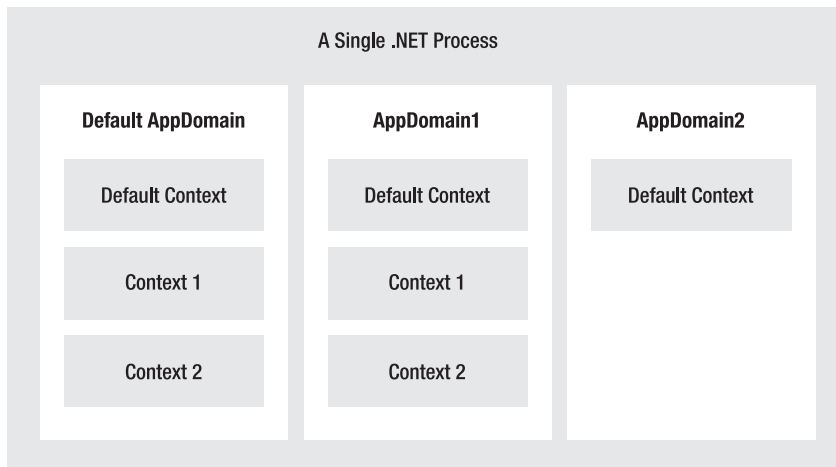 A Single .NET Process
Default AppDomain
Default Context
Context 1
Context 2
AppDomain1
Default Context
Context 1
Context 2
AppDomain2
Default Context